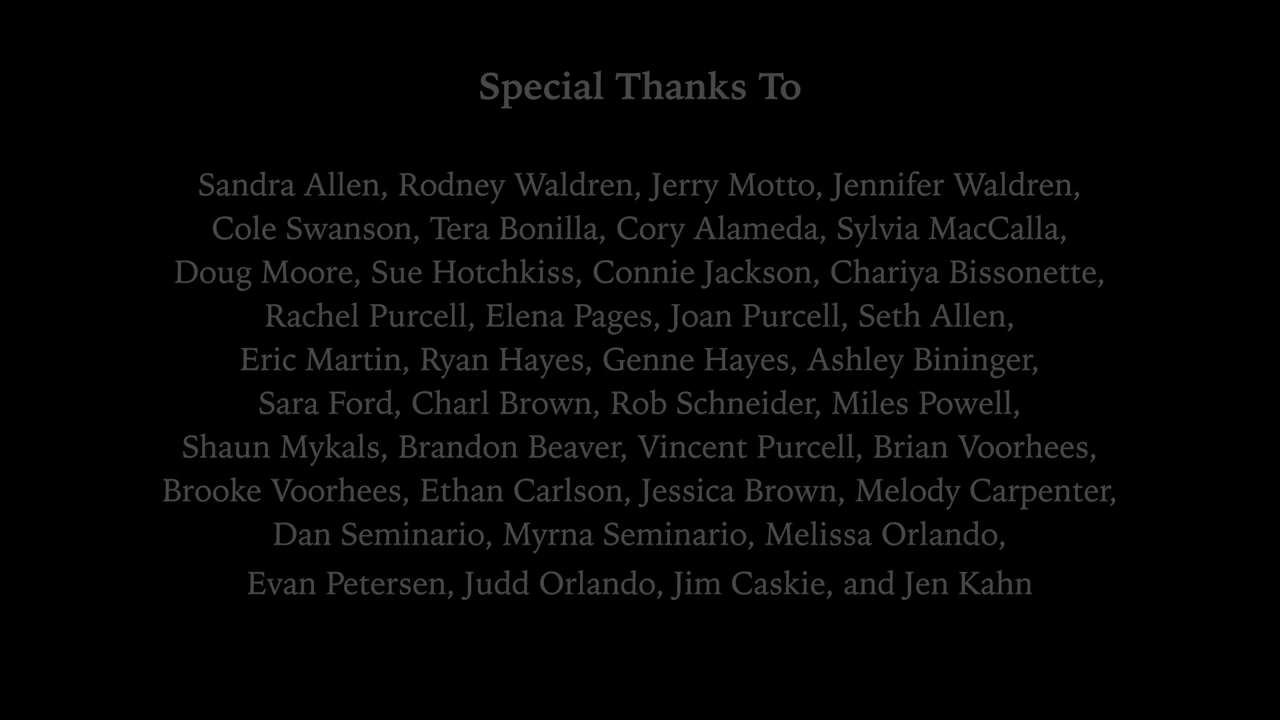 Special Thanks To
Sandra Allen, Rodney Waldren, Jerry Motto, Jennifer Waldren,
Cole Swanson, Tera Bonilla, Cory Alameda, Sylvia MacCalla,
Doug Moore, Sue Hotchkiss, Connie Jackson, Chariya Bissonette,
Rachel Purcell, Elena Pages, Joan Purcell, Seth Allen,
Eric Martin, Ryan Hayes, Genne Hayes, Ashley Bininger,
Sara Ford, Charl Brown, Rob Schneider, Miles Powell,
Shaun Mykals, Brandon Beaver, Vincent Purcell, Brian Voorhees,
Brooke Voorhees, Ethan Carlson, Jessica Brown, Melody Carpenter,
Dan Seminario, Myrna Seminario, Melissa Orlando,
Evan Petersen, Judd Orlando, Jim Caskie, and Jen Kahn